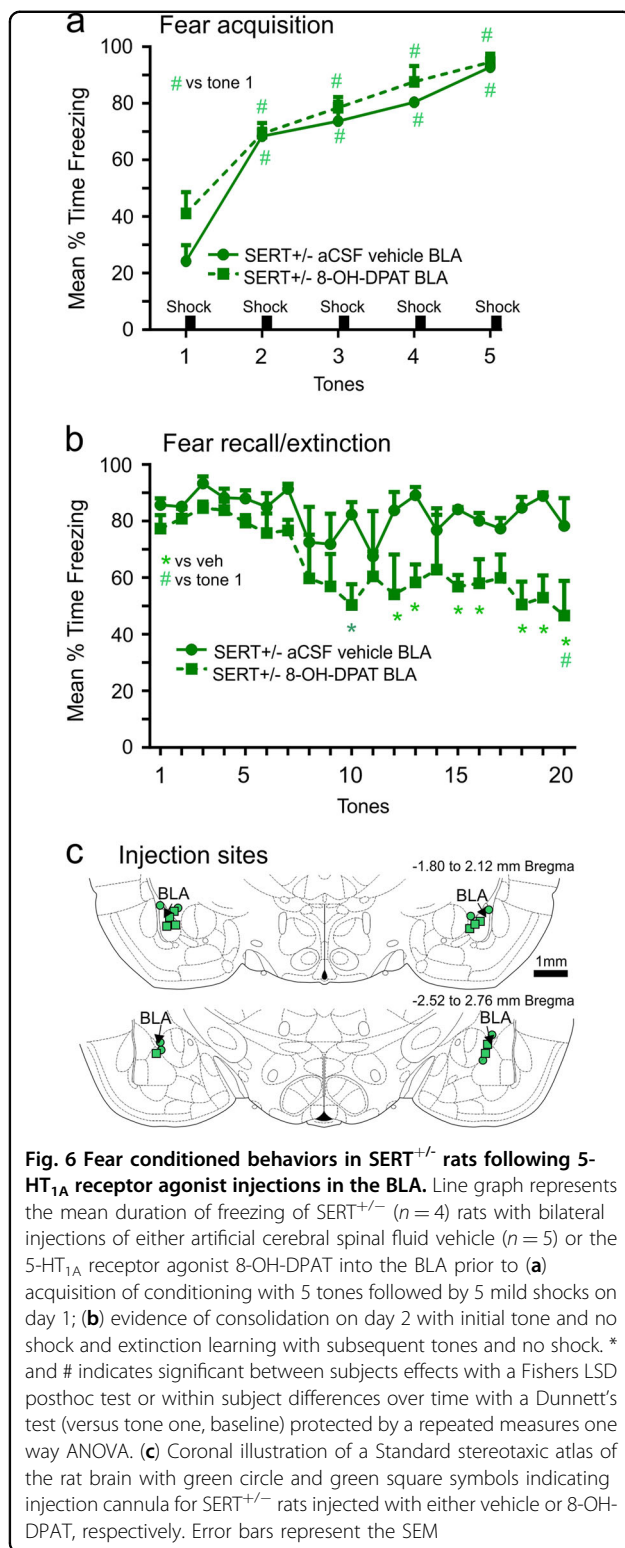 a Fear acquisition
100
80
60
40
20
0
Mean % Time Freezing
# vs tone 1
# # # #
# # # #
SERT+/- aCSF vehicle BLA
SERT+/- 8-OH-DPAT BLA
Shock Shock Shock Shock Shock
1 2 3 4 5
Tones
b Fear recall/extinction
100
80
60
40
20
0
Mean % Time Freezing
* vs veh
# vs tone 1
* * * * * * * *
#
SERT+/- aCSF vehicle BLA
SERT+/- 8-OH-DPAT BLA
1 5 10 15 20
Tones
c Injection sites
-1.80 to 2.12 mm Bregma
BLA BLA
1mm
-2.52 to 2.76 mm Bregma
BLA BLA
Fig. 6 Fear conditioned behaviors in SERT+/- rats following 5-
HT1A receptor agonist injections in the BLA. Line graph represents
the mean duration of freezing of SERT+/− (n = 4) rats with bilateral
injections of either artificial cerebral spinal fluid vehicle (n = 5) or the
5-HT1A receptor agonist 8-OH-DPAT into the BLA prior to (a)
acquisition of conditioning with 5 tones followed by 5 mild shocks on
day 1; (b) evidence of consolidation on day 2 with initial tone and no
shock and extinction learning with subsequent tones and no shock. *
and # indicates significant between subjects effects with a Fishers LSD
posthoc test or within subject differences over time with a Dunnett's
test (versus tone one, baseline) protected by a repeated measures one
way ANOVA. (c) Coronal illustration of a Standard stereotaxic atlas of
the rat brain with green circle and green square symbols indicating
injection cannula for SERT+/− rats injected with either vehicle or 8-OH-
DPAT, respectively. Error bars represent the SEM